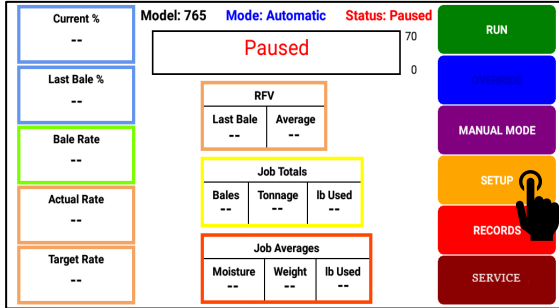 Model: 765 Mode: Automatic Status: Paused
Current %
--
Last Bale %
--
Bale Rate
--
Actual Rate
--
Target Rate
--
Paused
70
0
RFV
Last Bale Average
-- --
Job Totals
Bales Tonnage lb Used
-- -- --
Job Averages
Moisture Weight lb Used
-- -- --
RUN
OVERRIDE
MANUAL MODE
SETUP
RECORDS
SERVICE